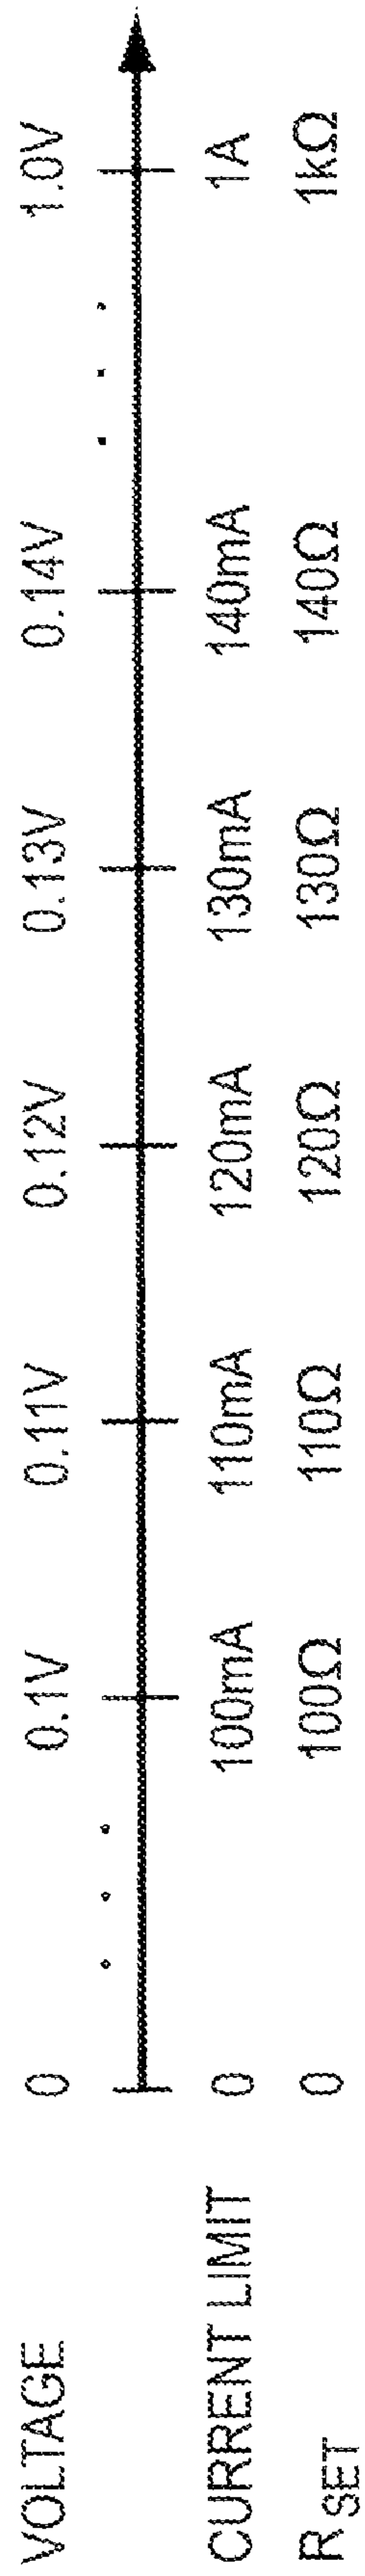 VOLTAGE 0 0.1V 0.11V 0.12V 0.13V 0.14V 1.0V
CURRENT LIMIT 0 100mA 110mA 120mA 130mA 140mA 1A
R SET 0 100Ω 110Ω 120Ω 130Ω 140Ω 1kΩ